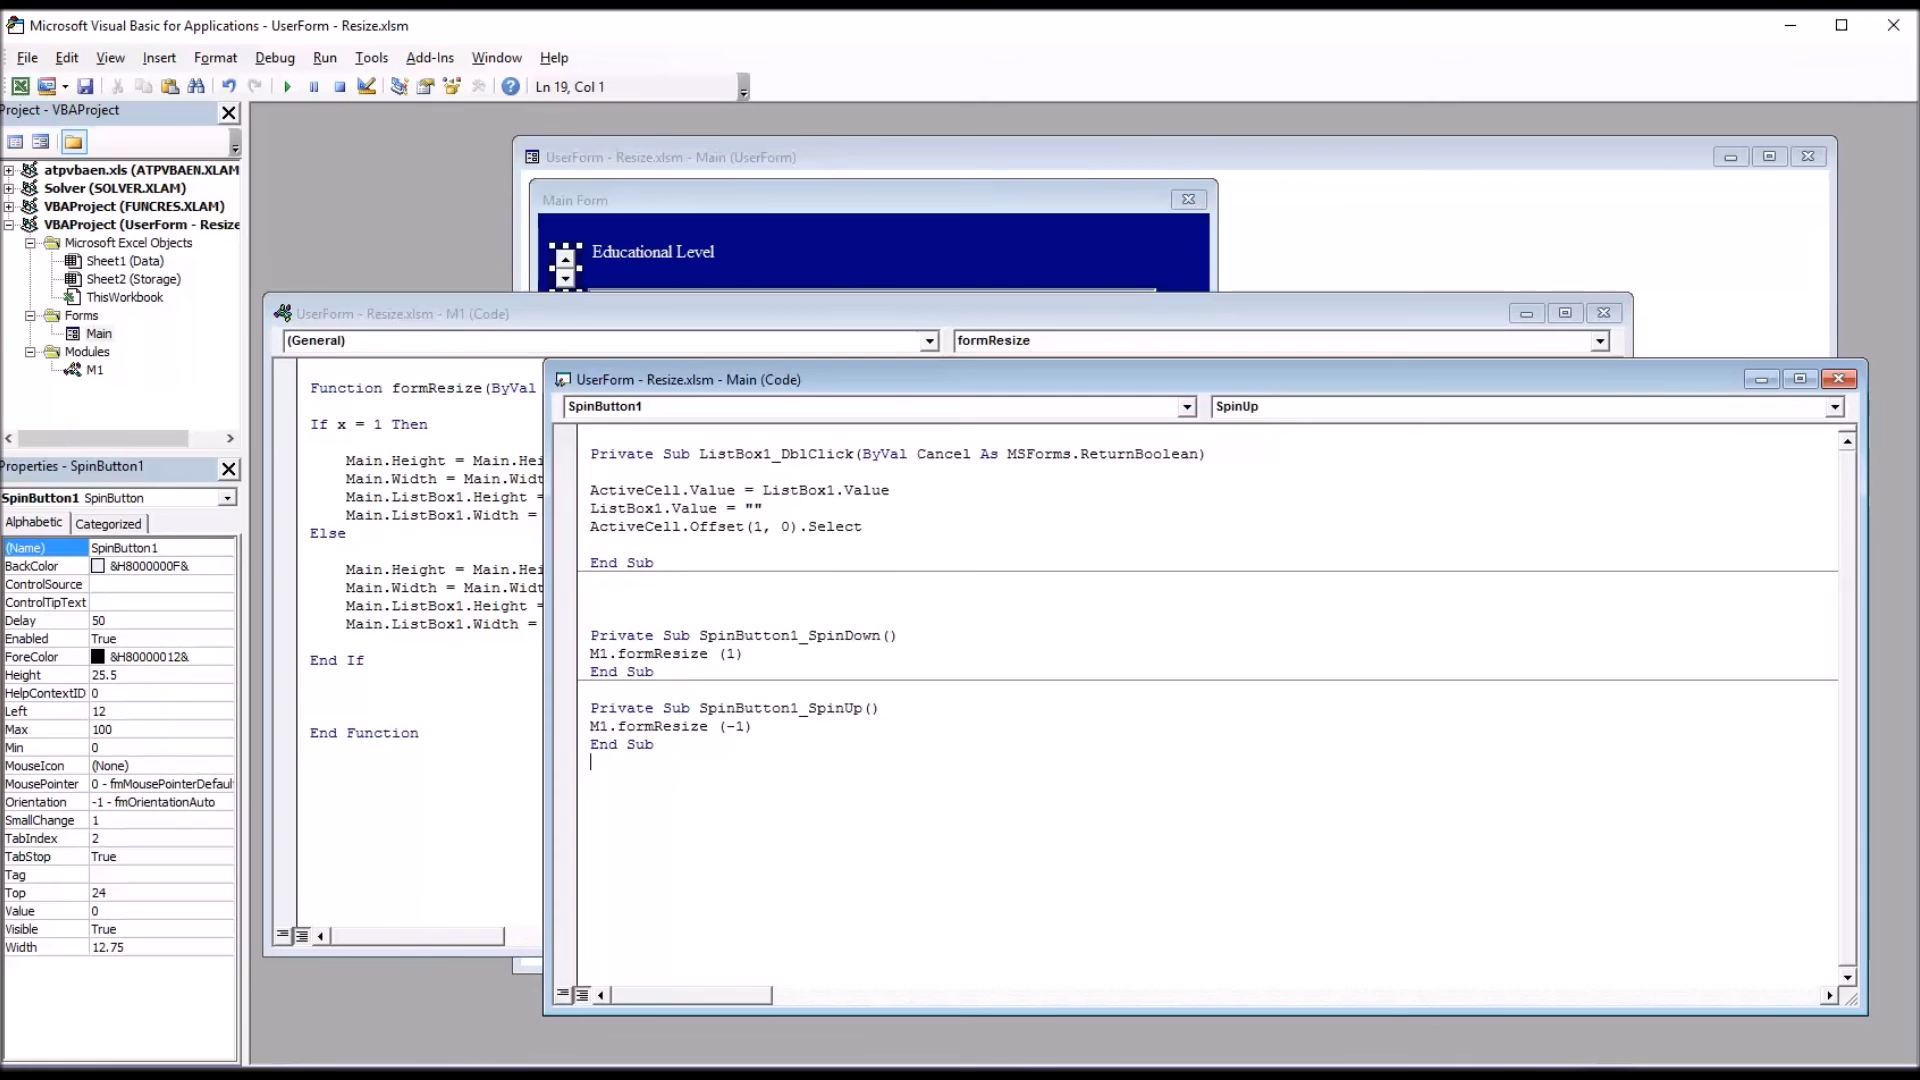 Microsoft Visual Basic for Applications - UserForm - Resize.xlsm
File Edit View Insert Format Debug Run Tools Add-Ins Window Help
Ln 19, Col 1
Project - VBAProject
atpvbaen.xls (ATPVBAEN.XLAM
Solver (SOLVER.XLAM)
VBAProject (FUNCRES.XLAM)
VBAProject (UserForm - Resize
Microsoft Excel Objects
Sheet1 (Data)
Sheet2 (Storage)
ThisWorkbook
Forms
Main
Modules
M1
Properties - SpinButton1
SpinButton1 SpinButton
Alphabetic Categorized
(Name) SpinButton1
BackColor &H8000000F&
ControlSource
ControlTipText
Delay 50
Enabled True
ForeColor &H80000012&
Height 25.5
HelpContextID 0
Left 12
Max 100
Min 0
MouseIcon (None)
MousePointer 0 - fmMousePointerDefaul
Orientation -1 - fmOrientationAuto
SmallChange 1
TabIndex 2
TabStop True
Tag
Top 24
Value 0
Visible True
Width 12.75
UserForm - Resize.xlsm - Main (UserForm)
Main Form
Educational Level
UserForm - Resize.xlsm - M1 (Code)
(General) formResize
Function formResize(ByVal
If x = 1 Then
Main.Height = Main.Hei
Main.Width = Main.Widt
Main.ListBox1.Height =
Main.ListBox1.Width =
Else
Main.Height = Main.Hei
Main.Width = Main.Widt
Main.ListBox1.Height =
Main.ListBox1.Width =
End If
End Function
UserForm - Resize.xlsm - Main (Code)
SpinButton1 SpinUp
Private Sub ListBox1_DblClick(ByVal Cancel As MSForms.ReturnBoolean)
ActiveCell.Value = ListBox1.Value
ListBox1.Value = ""
ActiveCell.Offset(1, 0).Select
End Sub
Private Sub SpinButton1_SpinDown()
M1.formResize (1)
End Sub
Private Sub SpinButton1_SpinUp()
M1.formResize (-1)
End Sub